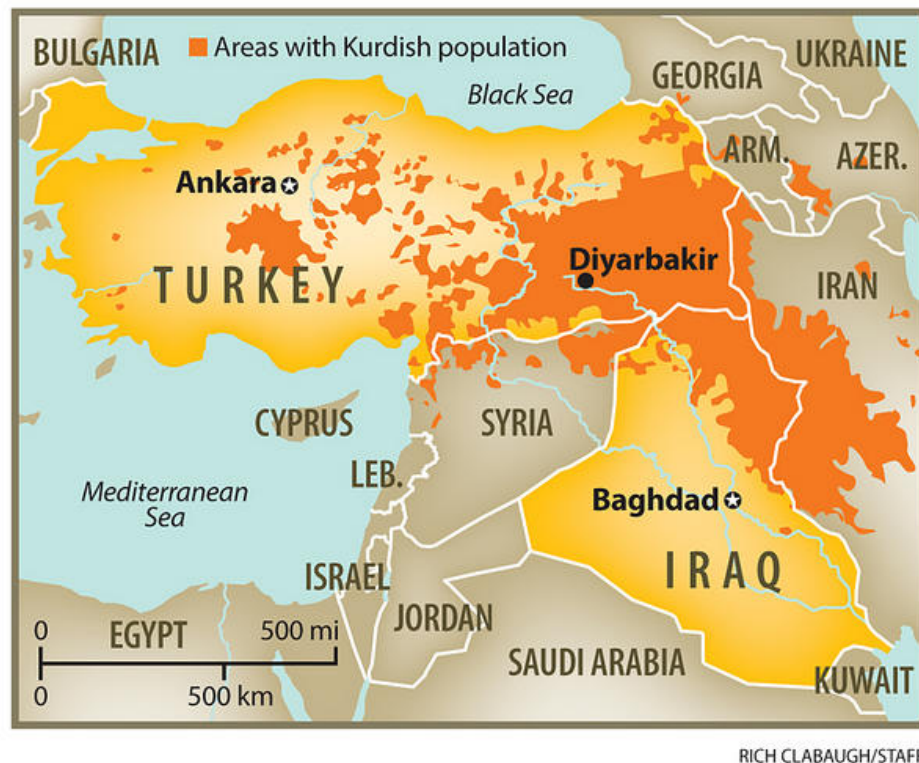 BULGARIA
Areas with Kurdish population
UKRAINE
GEORGIA
Black Sea
ARM.
AZER.
Ankara
Diyarbakir
TURKEY
IRAN
CYPRUS
SYRIA
LEB.
Mediterranean
Sea
Baghdad
IRAQ
ISRAEL
JORDAN
EGYPT
SAUDI ARABIA
KUWAIT
0 500 mi
0 500 km
RICH CLABAUGH/STAFF